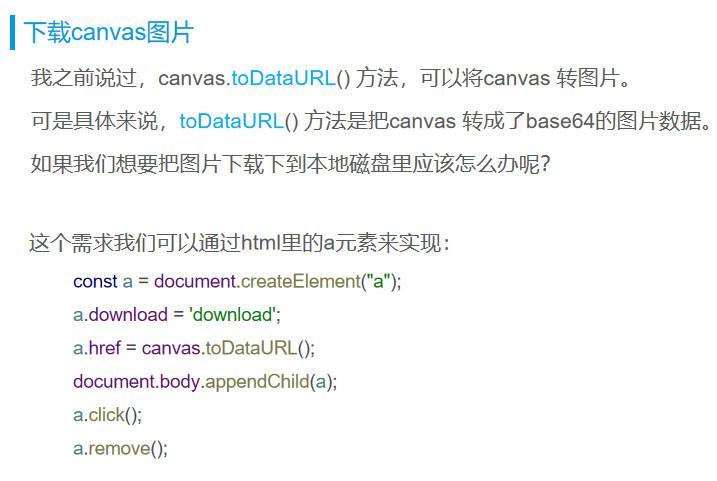 下载canvas图片
我之前说过，canvas.toDataURL() 方法，可以将canvas 转图片。
可是具体来说，toDataURL() 方法是把canvas 转成了base64的图片数据。
如果我们想要把图片下载下到本地磁盘里应该怎么办呢？
这个需求我们可以通过html里的a元素来实现：
const a = document.createElement("a");
a.download = 'download';
a.href = canvas.toDataURL();
document.body.appendChild(a);
a.click();
a.remove();